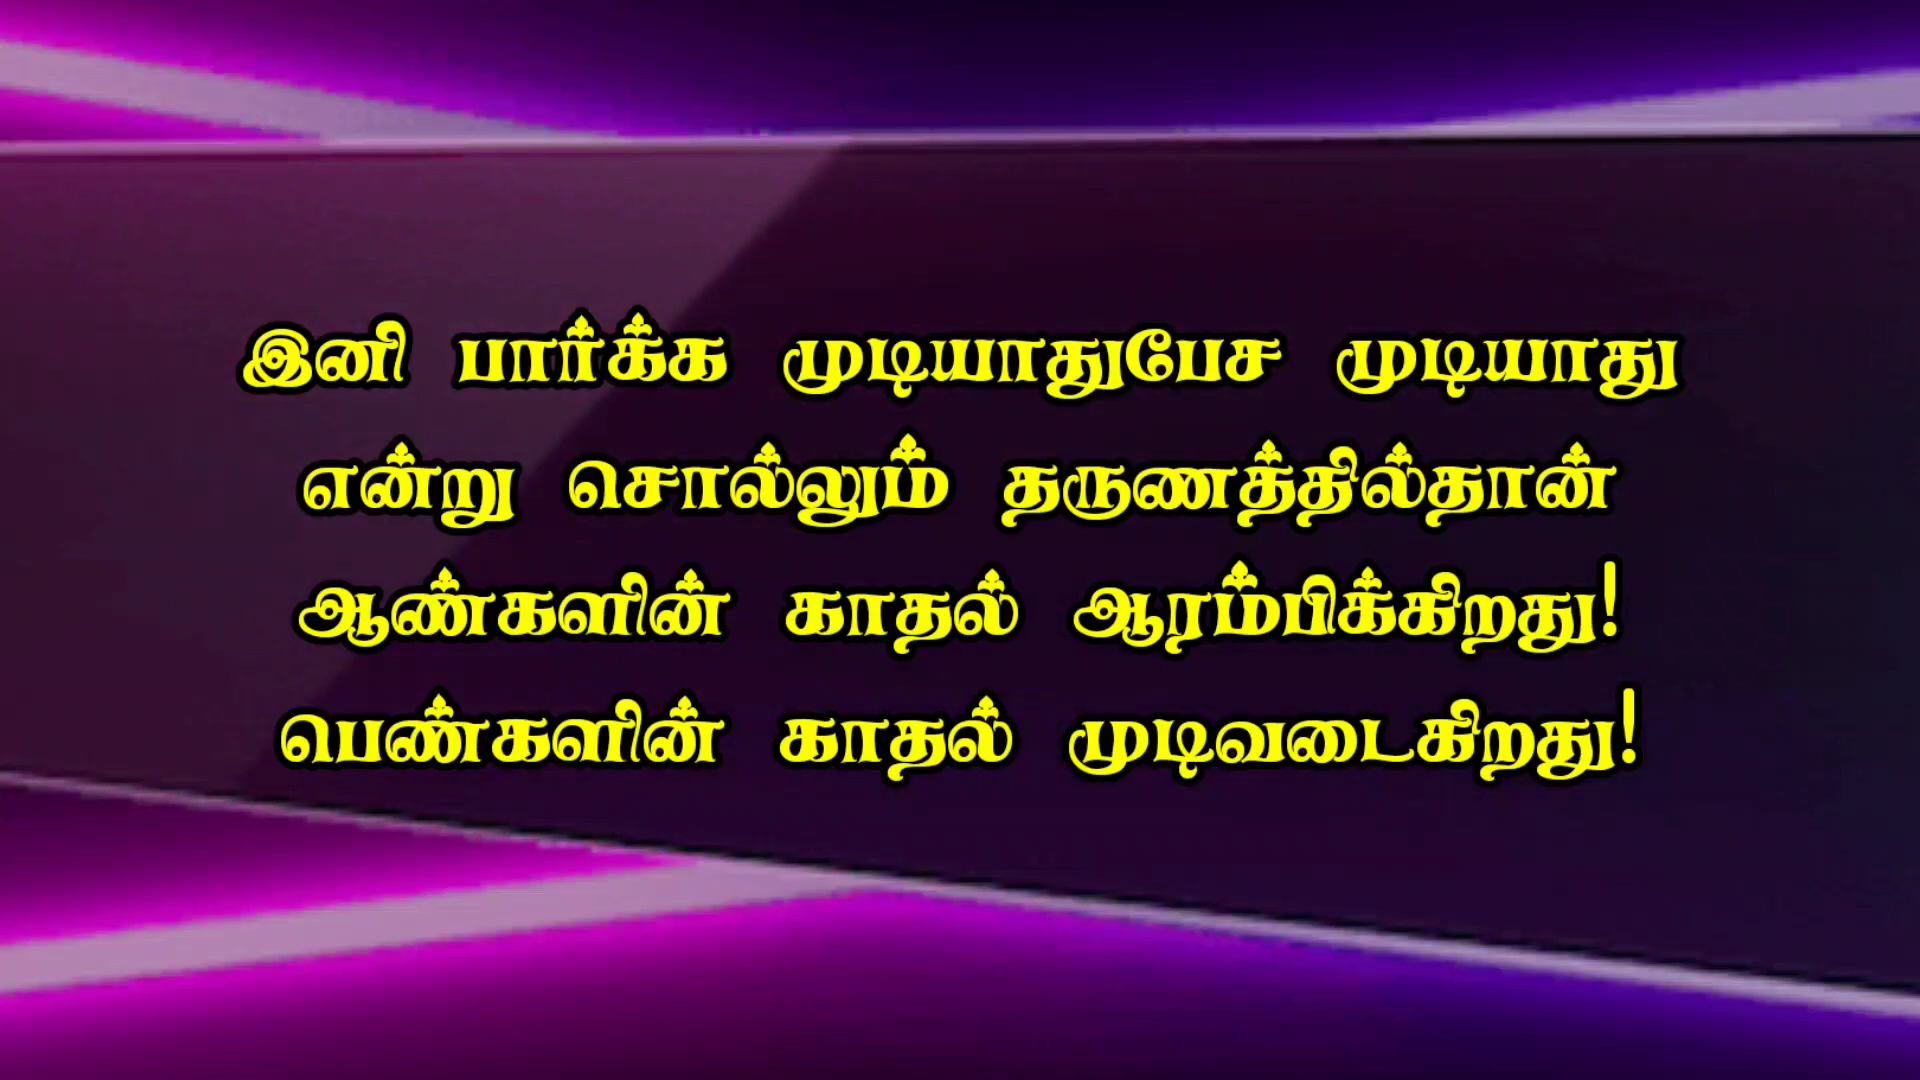 இனி பார்க்க முடியாதுபேச முடியாது
என்று சொல்லும் தருணத்தில்தான்
ஆண்களின் காதல் ஆரம்பிக்கிறது!
பெண்களின் காதல் முடிவடைகிறது!